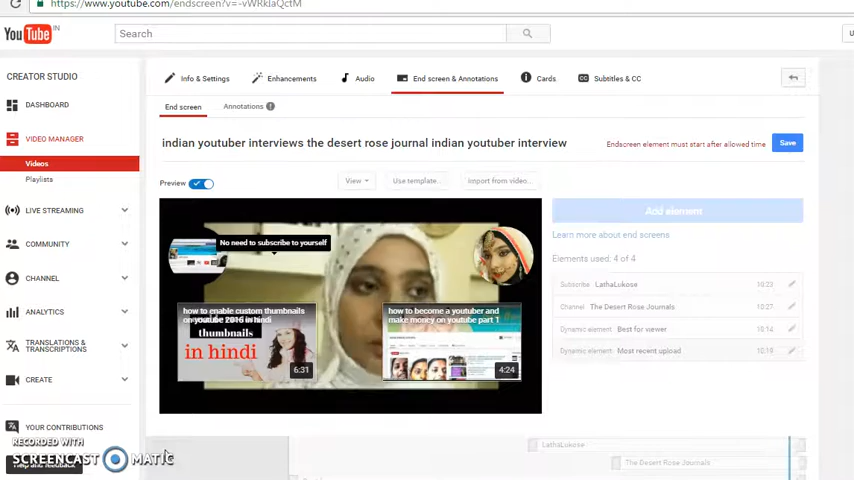 https://www.youtube.com/endscreen?v=-vWRklaQctM
YouTube IN
Search
CREATOR STUDIO
DASHBOARD
VIDEO MANAGER
Videos
Playlists
LIVE STREAMING
COMMUNITY
CHANNEL
ANALYTICS
TRANSLATIONS &
TRANSCRIPTIONS
CREATE
YOUR CONTRIBUTIONS
RECORDED WITH
SCREENCAST MATIC
Info & Settings
Enhancements
Audio
End screen & Annotations
Cards
CC Subtitles & CC
End screen
Annotations
indian youtuber interviews the desert rose journal indian youtuber interview
Endscreen element must start after allowed time
Save
Preview
View
Use template...
Import from video...
No need to subscribe to yourself
how to enable custom thumbnails
on youtube 2016 in hindi
thumbnails
in hindi
6:31
how to become a youtuber and
make money on youtube part 1
4:24
Add element
Learn more about end screens
Elements used: 4 of 4
Subscribe: LathaLukose 10:23
Channel: The Desert Rose Journals 10:27
Dynamic element: Best for viewer 10:14
Dynamic element: Most recent upload 10:19
LathaLukose
The Desert Rose Journals